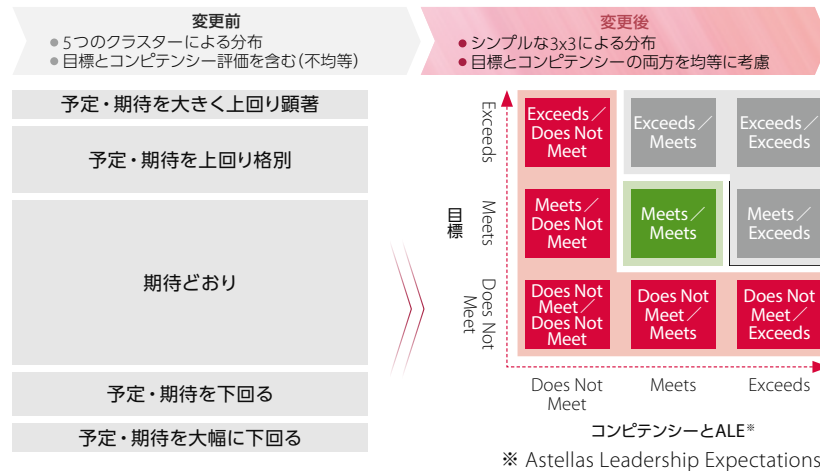 変更前
● 5つのクラスターによる分布
● 目標とコンピテンシー評価を含む(不均等)
変更後
● シンプルな3x3による分布
● 目標とコンピテンシーの両方を均等に考慮
予定・期待を大きく上回り顕著
予定・期待を上回り格別
期待どおり
予定・期待を下回る
予定・期待を大幅に下回る
目標
Exceeds
Exceeds／
Does Not
Meet
Exceeds／
Meets
Exceeds／
Exceeds
Meets
Meets／
Does Not
Meet
Meets／
Meets
Meets／
Exceeds
Does Not
Meet
Does Not
Meet／
Does Not
Meet
Does Not
Meet／
Meets
Does Not
Meet／
Exceeds
Does Not
Meet
Meets
Exceeds
コンピテンシーとALE※
※ Astellas Leadership Expectations